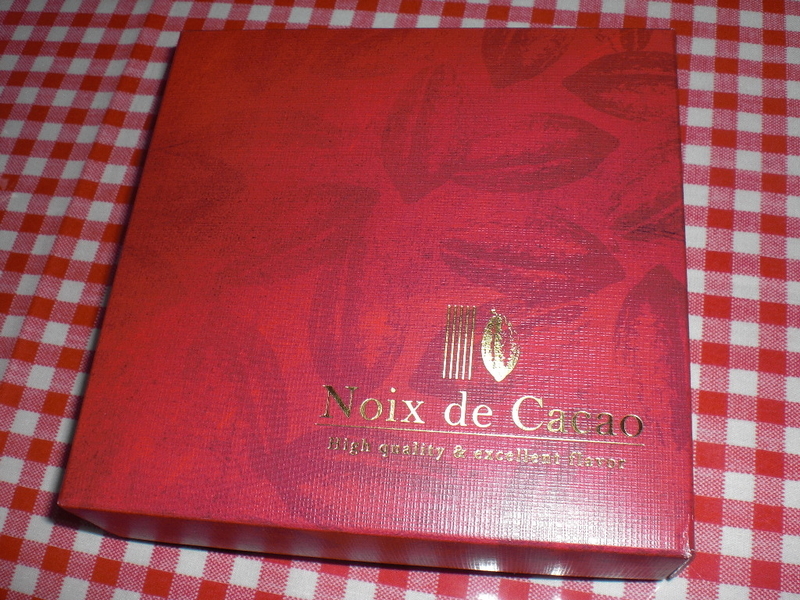 Noix de Cacao
High quality & excellent flavor